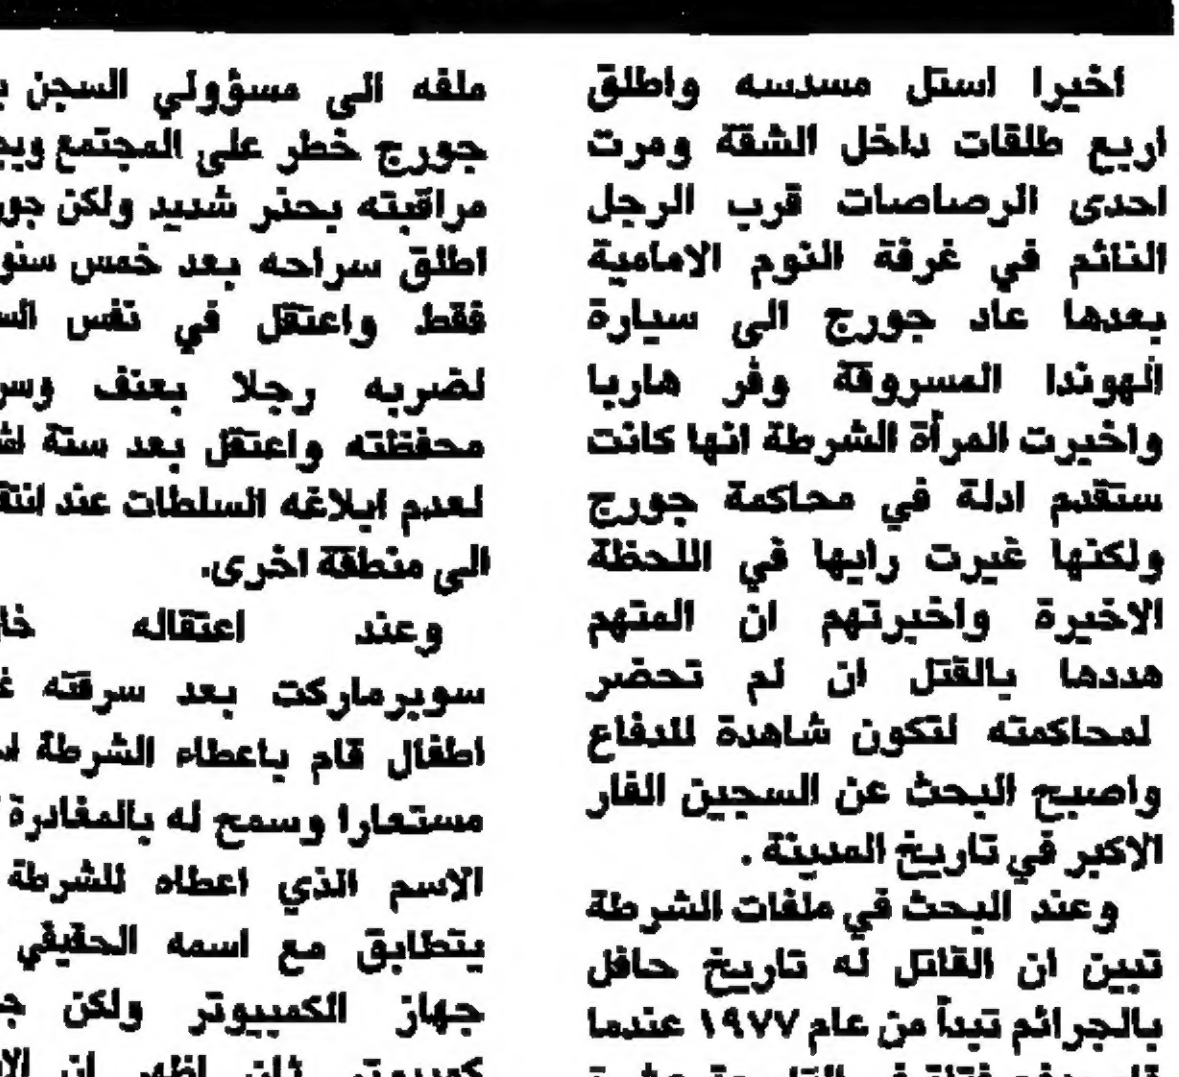 اخيرا استل مسدسه واطلق
اربع طلقات داخل الشقة ومرت
احدى الرصاصات قرب الرجل
النائم في غرفة النوم الامامية
بعدها عاد جورج الى سيارة
الهوندا المسروقة وفر هاربا
واخبرت المرأة الشرطة انها كانت
ستقدم ادلة في محاكمة جورج
ولكنها غيرت رايها في اللحظة
الاخيرة واخبرتهم ان المتهم
هددها بالقتل ان لم تحضر
لمحاكمته لتكون شاهدة للدفاع
واصبح البحث عن السجين الفار
الاكبر في تاريخ المدينة .
وعند البحث في ملفات الشرطة
تبين ان القاتل له تاريخ حافل
بالجرائم تبدأ من عام ١٩٧٧ عندما
ملفه الى مسؤولي السجن
جورج خطر على المجتمع
مراقبته بحذر شديد ولكن
اطلق سراحه بعد خمس
فقط واعتقل في نفس
لضربه رجلا بعنف
محفظته واعتقل بعد ستة
لعدم ابلاغه السلطات عند
الى منطقة اخرى.
وعند اعتقاله
سوبرماركت بعد سرقته
اطفال قام باعطاء الشرطة
مستعارا وسمح له بالمغادرة
الاسم الذي اعطاه للشرطة
يتطابق مع اسمه الحقيقي
جهاز الكمبيوتر ولكن
كمبيوتر ثان اظهر ان